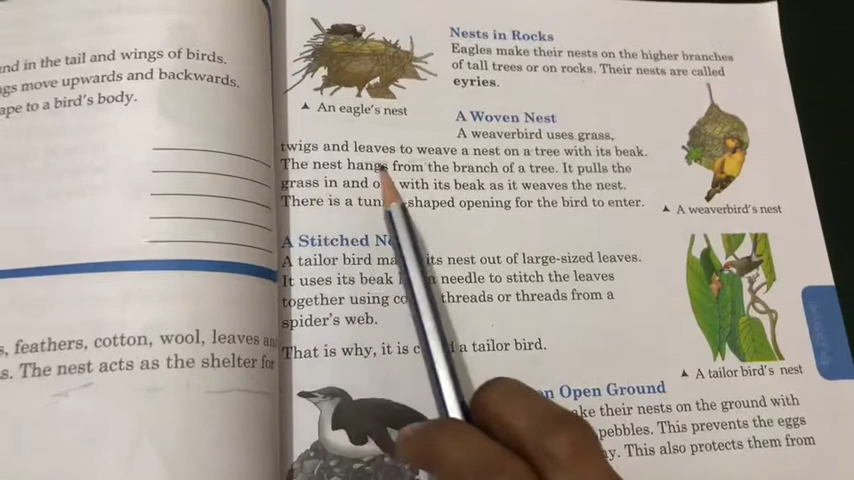 nd in the tail and wings of birds.
gs move upwards and backwards,
ape to a bird's body.
s, feathers, cotton, wool, leaves an
s. The nest acts as the shelter for
An eagle's nest
Nests in Rocks
Eagles make their nests on the higher branches
of tall trees or on rocks. Their nests are called
eyries.
A Woven Nest
A weaverbird uses grass,
twigs and leaves to weave a nest on a tree with its beak.
The nest hangs from the branch of a tree. It pulls the
grass in and o with its beak as it weaves the nest.
There is a tun -shaped opening for the bird to enter.
A weaverbird's nest
A Stitched Ne
A tailor bird ma its nest out of large-sized leaves.
It uses its beak a needle to stitch the leaves
together using co threads or threads from a
spider's web.
That is why, it is c a tailor bird.
A tailor bird's nest
n Open Ground
ke their nests on the ground with
pebbles. This prevents the eggs
y. This also protects them from